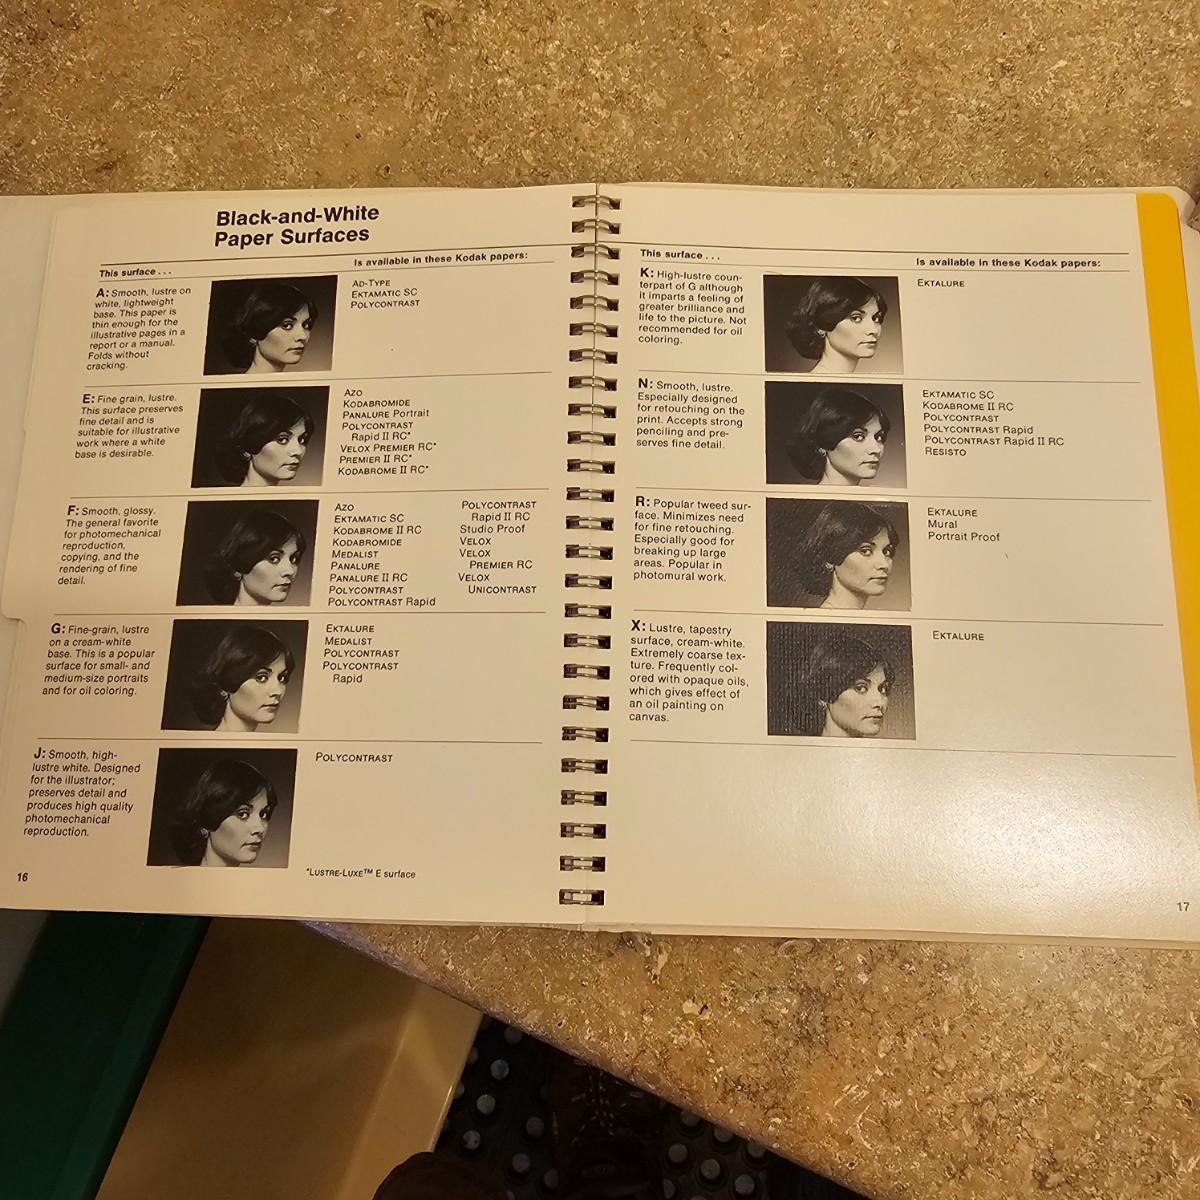 Black-and-White
Paper Surfaces
This surface . . .
Is available in these Kodak papers:
A: Smooth, lustre on
white, lightweight
base. This paper is
thin enough for the
illustrative pages in a
report or a manual.
Folds without
cracking.
AD-TYPE
EKTAMATIC SC
POLYCONTRAST
E: Fine grain, lustre.
This surface preserves
fine detail and is
suitable for illustrative
work where a white
base is desirable.
AZO
KODABROMIDE
PANALURE Portrait
POLYCONTRAST
Rapid II RC*
VELOX PREMIER RC*
PREMIER II RC*
KODABROME II RC*
F: Smooth, glossy.
The general favorite
for photomechanical
reproduction,
copying, and the
rendering of fine
detail.
AZO
EKTAMATIC SC
KODABROME II RC
KODABROMIDE
MEDALIST
PANALURE
PANALURE II RC
POLYCONTRAST
POLYCONTRAST Rapid
POLYCONTRAST
Rapid II RC
Studio Proof
VELOX
VELOX
PREMIER RC
VELOX
UNICONTRAST
G: Fine-grain, lustre
on a cream-white
base. This is a popular
surface for small- and
medium-size portraits
and for oil coloring.
EKTALURE
MEDALIST
POLYCONTRAST
POLYCONTRAST
Rapid
J: Smooth, high-
lustre white. Designed
for the illustrator;
preserves detail and
produces high quality
photomechanical
reproduction.
POLYCONTRAST
*LUSTRE-LUXE™ E surface
16
This surface . . .
Is available in these Kodak papers:
K: High-lustre coun-
terpart of G although
it imparts a feeling of
greater brilliance and
life to the picture. Not
recommended for oil
coloring.
EKTALURE
N: Smooth, lustre.
Especially designed
for retouching on the
print. Accepts strong
penciling and pre-
serves fine detail.
EKTAMATIC SC
KODABROME II RC
POLYCONTRAST
POLYCONTRAST Rapid
POLYCONTRAST Rapid II RC
RESISTO
R: Popular tweed sur-
face. Minimizes need
for fine retouching.
Especially good for
breaking up large
areas. Popular in
photomural work.
EKTALURE
Mural
Portrait Proof
X: Lustre, tapestry
surface, cream-white.
Extremely coarse tex-
ture. Frequently col-
ored with opaque oils,
which gives effect of
an oil painting on
canvas.
EKTALURE
17